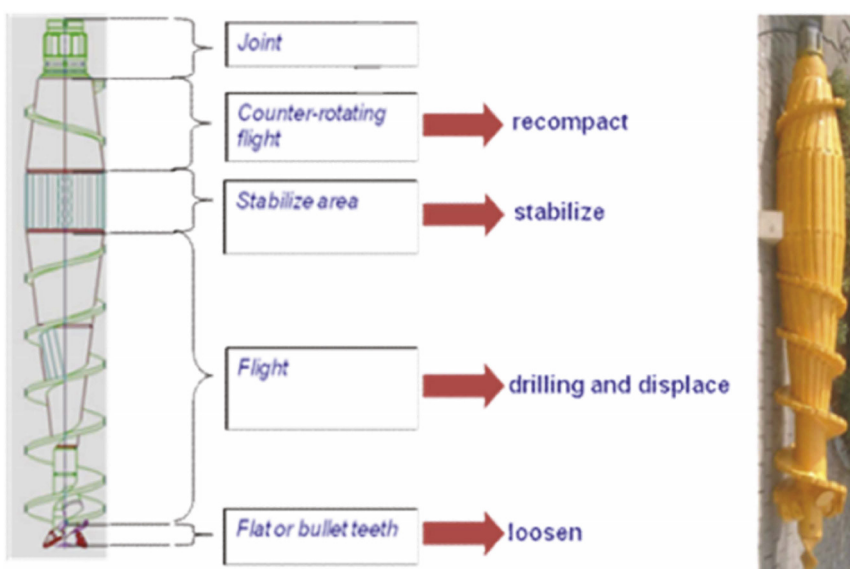 Joint
Counter-rotating
flight
recompact
Stabilize area
stabilize
Flight
drilling and displace
Flat or bullet teeth
loosen